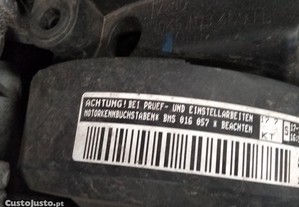 ACHTUNG! BEI PRUEF- UND EINSTELLARBEITEN
MOTORKENNBUCHSTABEN* BMS 016 057 * BEACHTEN
CustoJusto.pt